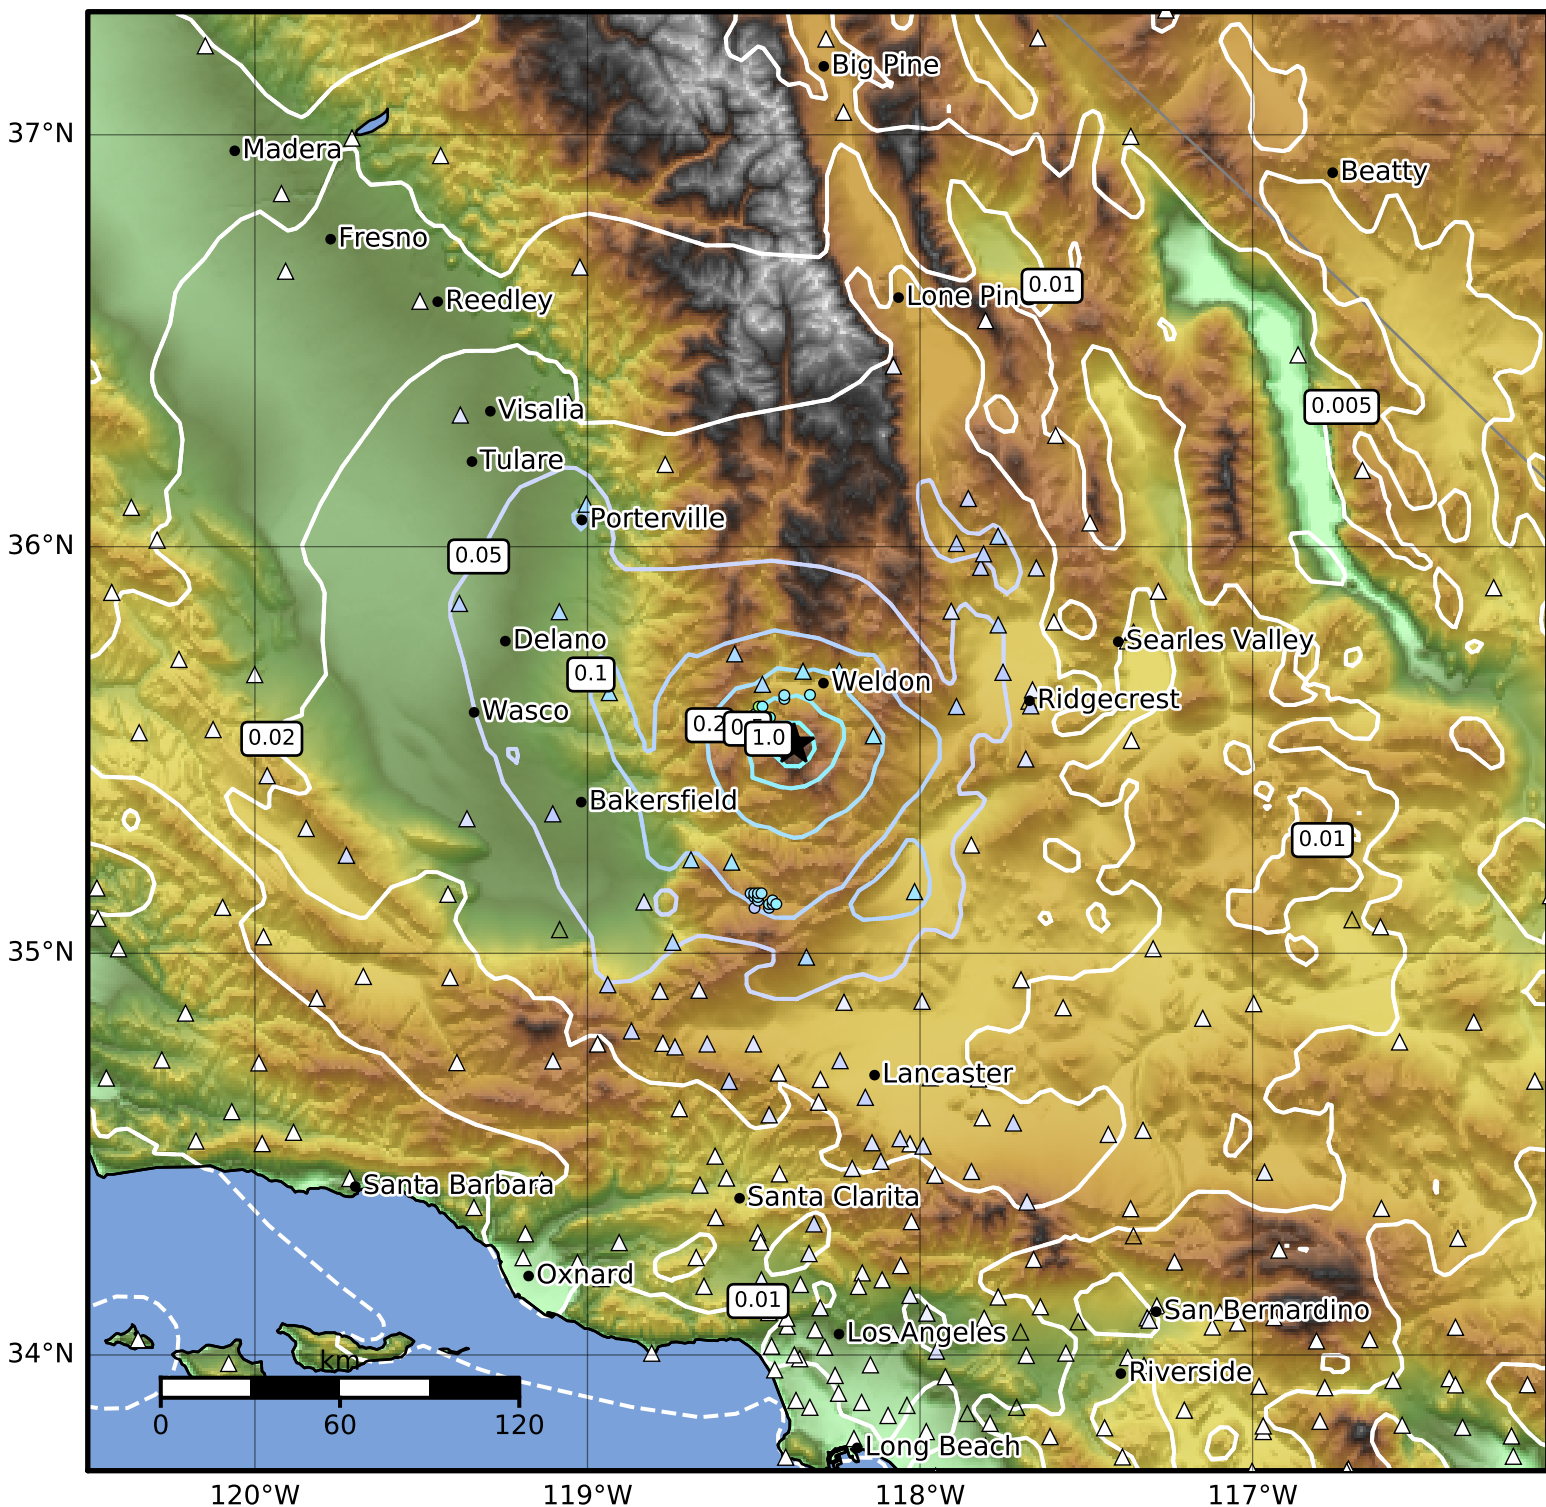 Big Pine
37°N
Madera
Beatty
Fresno
0.01
Reedley
Lone Pin
0.005
Visalia
Tulare
Porterville
36°N
0.05
Delano
Searles Valley
0.1
Weldon
Ridgecrest
Wasco
0.02
0.2
1.0
Bakersfield
0.01
35°N
Lancaster
Santa Barbara
Santa Clarita
Oxnard
0.01
San Bernardino
Los Angeles
34°N
km
Riverside
0 60 120
Long Beach
120°W 119°W 118°W 117°W